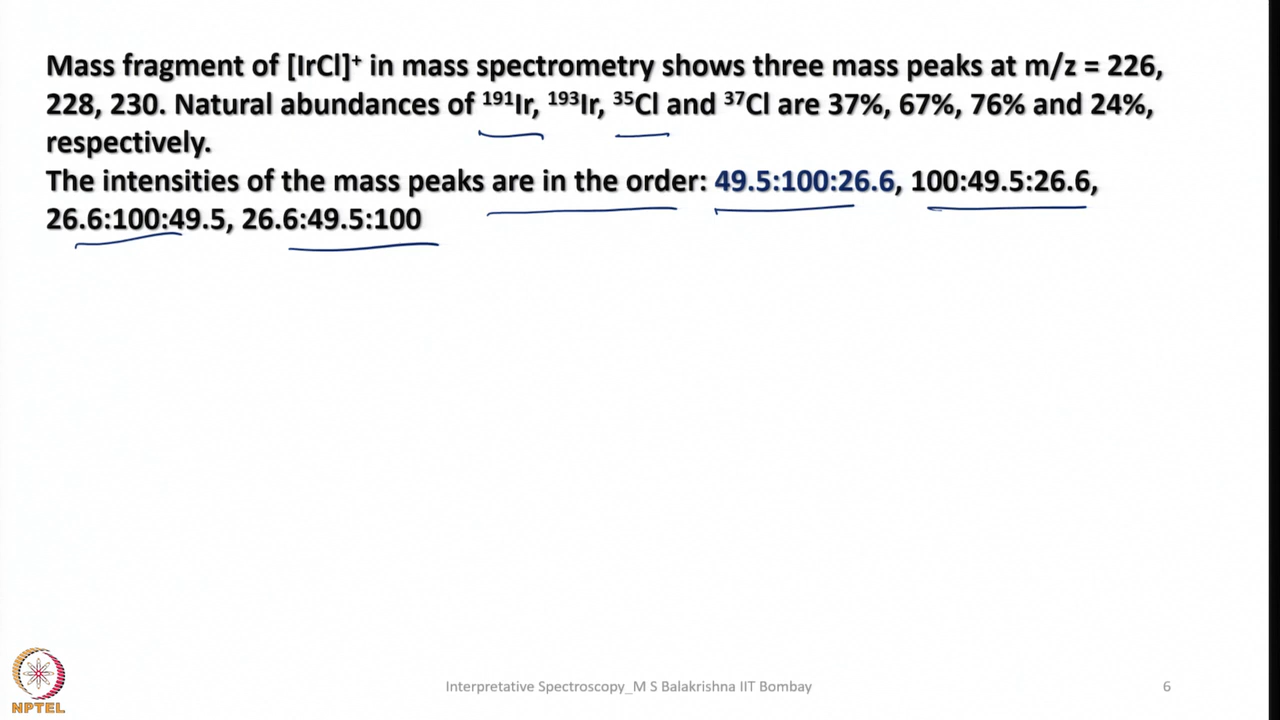 Mass fragment of [IrCl]⁺ in mass spectrometry shows three mass peaks at m/z = 226,
228, 230. Natural abundances of ¹⁹¹Ir, ¹⁹³Ir, ³⁵Cl and ³⁷Cl are 37%, 67%, 76% and 24%,
respectively.
The intensities of the mass peaks are in the order: 49.5:100:26.6, 100:49.5:26.6,
26.6:100:49.5, 26.6:49.5:100
Interpretative Spectroscopy_M S Balakrishna IIT Bombay
6
NPTEL